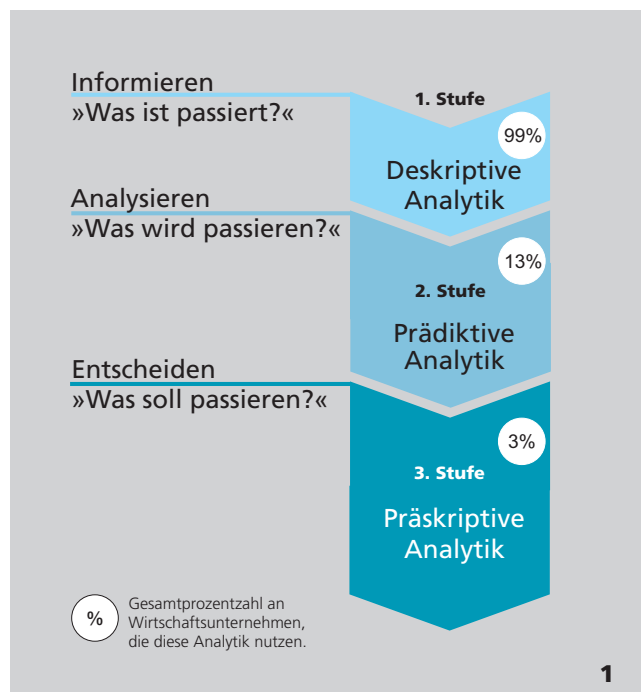 Informieren
»Was ist passiert?«
1. Stufe
99%
Deskriptive
Analytik
Analysieren
»Was wird passieren?«
13%
2. Stufe
Prädiktive
Analytik
Entscheiden
»Was soll passieren?«
3%
3. Stufe
Präskriptive
Analytik
%
Gesamtprozentzahl an
Wirtschaftsunternehmen,
die diese Analytik nutzen.
1